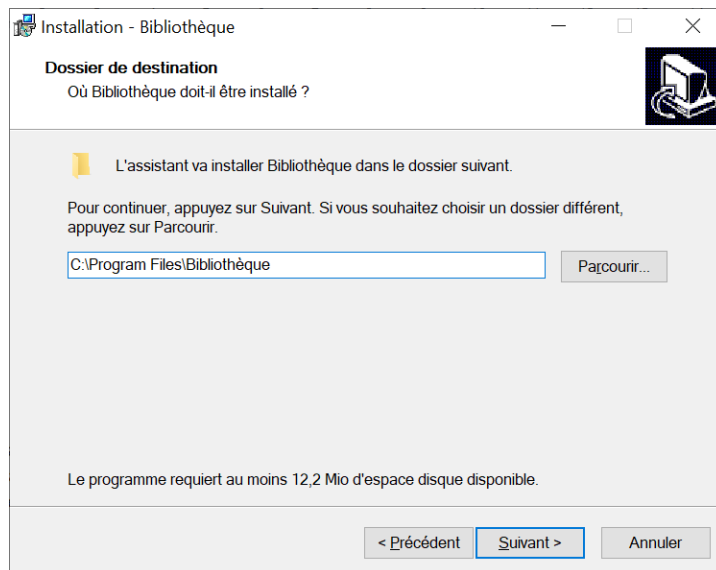 Installation - Bibliothèque
Dossier de destination
Où Bibliothèque doit-il être installé ?
L'assistant va installer Bibliothèque dans le dossier suivant.
Pour continuer, appuyez sur Suivant. Si vous souhaitez choisir un dossier différent,
appuyez sur Parcourir.
C:\Program Files\Bibliothèque
Parcourir...
Le programme requiert au moins 12,2 Mio d'espace disque disponible.
< Précédent
Suivant >
Annuler